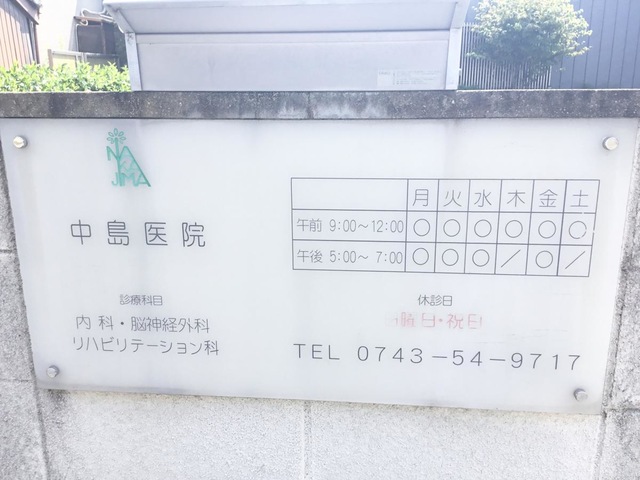 NMA
中島医院
診療科目
内科・脳神経外科
リハビリテーション科
月 火 水 木 金 土
午前 9:00～12:00 ○ ○ ○ ○ ○ ○
午後 5:00～ 7:00 ○ ○ ○ ／ ○ ／
休診日
曜日・祝日
TEL 0743-54-9717